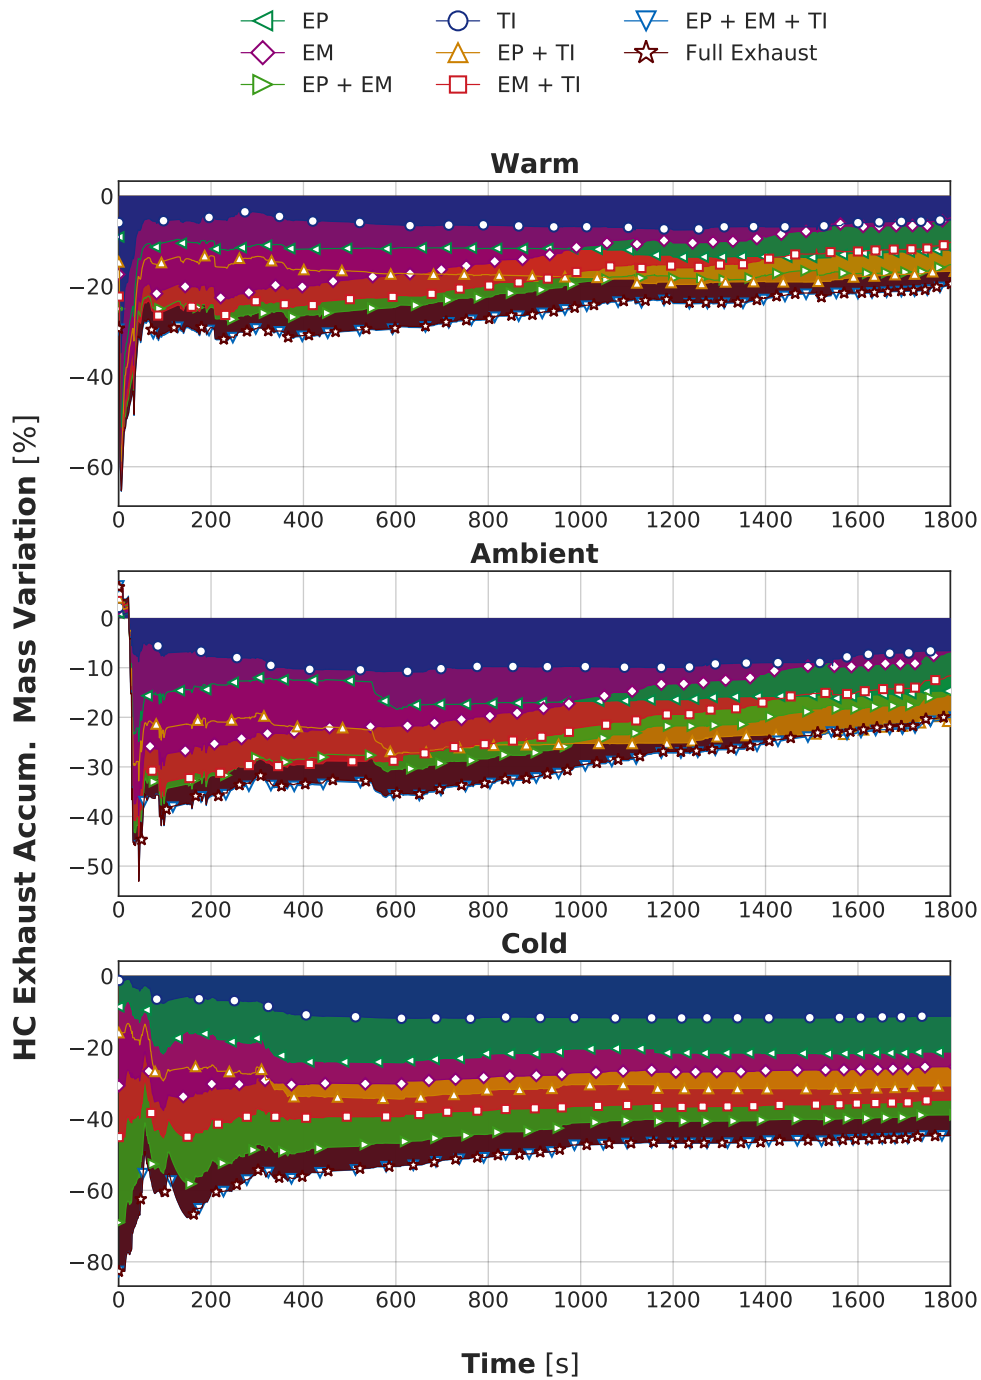 EP TI EP + EM + TI
EM EP + TI Full Exhaust
EP + EM EM + TI
HC Exhaust Accum. Mass Variation [%]
Warm
0
−20
−40
−60
0 200 400 600 800 1000 1200 1400 1600 1800
Ambient
0
−10
−20
−30
−40
−50
0 200 400 600 800 1000 1200 1400 1600 1800
Cold
0
−20
−40
−60
−80
0 200 400 600 800 1000 1200 1400 1600 1800
Time [s]